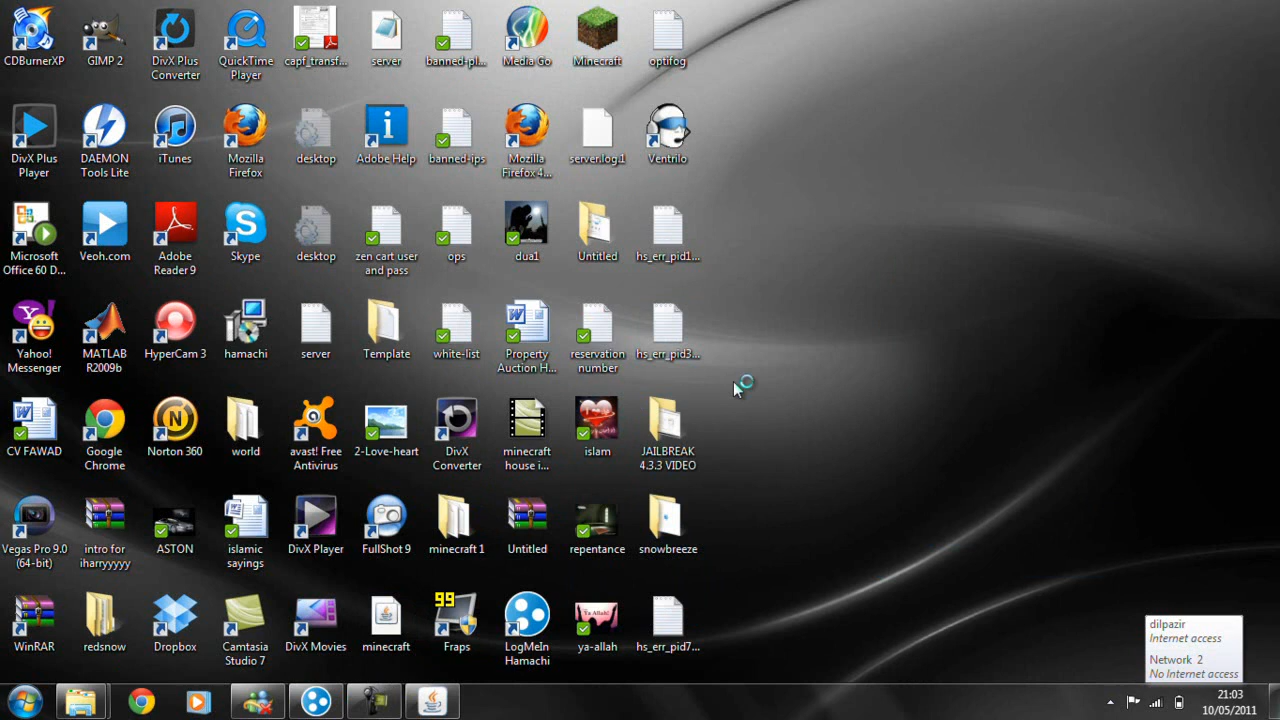 CDBurnerXP
GIMP 2
DivX Plus
Converter
QuickTime
Player
capf_transf...
server
banned-pl...
Media Go
Minecraft
optifog
DivX Plus
Player
DAEMON
Tools Lite
iTunes
Mozilla
Firefox
desktop
Adobe Help
banned-ips
Mozilla
Firefox 4...
server.log.1
Ventrilo
Microsoft
Office 60 D...
Veoh.com
Adobe
Reader 9
Skype
desktop
zen cart user
and pass
ops
dua1
Untitled
hs_err_pid1...
Yahoo!
Messenger
MATLAB
R2009b
HyperCam 3
hamachi
server
Template
white-list
Property
Auction H...
reservation
number
hs_err_pid3...
CV FAWAD
Google
Chrome
Norton 360
world
avast! Free
Antivirus
2-Love-heart
DivX
Converter
minecraft
house i...
islam
JAILBREAK
4.3.3 VIDEO
Vegas Pro 9.0
(64-bit)
intro for
iharryyyyy
ASTON
islamic
sayings
DivX Player
FullShot 9
minecraft 1
Untitled
repentance
snowbreeze
WinRAR
redsnow
Dropbox
Camtasia
Studio 7
DivX Movies
minecraft
99
Fraps
LogMeIn
Hamachi
Ya Allah!
ya-allah
hs_err_pid7...
dilpazir
Internet access
Network 2
No Internet access
21:03
10/05/2011